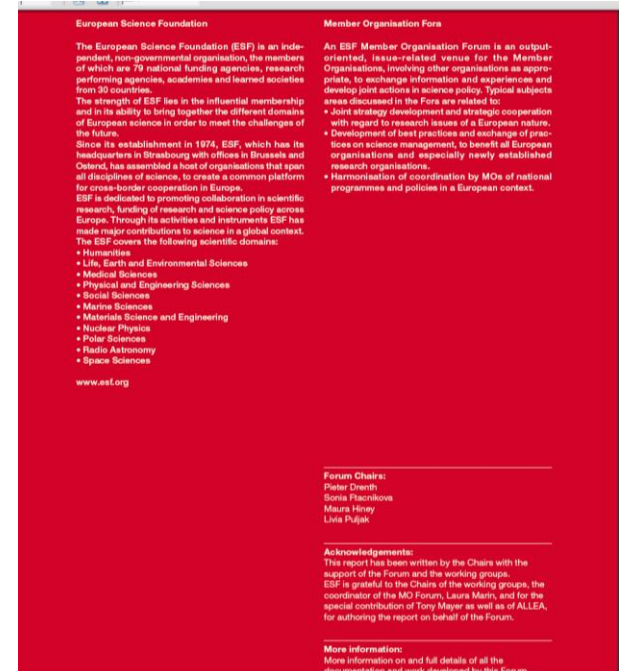 European Science Foundation
The European Science Foundation (ESF) is an inde-
pendent, non-governmental organisation, the members
of which are 79 national funding agencies, research
performing agencies, academies and learned societies
from 30 countries.
The strength of ESF lies in the influential membership
and in its ability to bring together the different domains
of European science in order to meet the challenges of
the future.
Since its establishment in 1974, ESF, which has its
headquarters in Strasbourg with offices in Brussels and
Ostend, has assembled a host of organisations that span
all disciplines of science, to create a common platform
for cross-border cooperation in Europe.
ESF is dedicated to promoting collaboration in scientific
research, funding of research and science policy across
Europe. Through its activities and instruments ESF has
made major contributions to science in a global context.
The ESF covers the following scientific domains:
• Humanities
• Life, Earth and Environmental Sciences
• Medical Sciences
• Physical and Engineering Sciences
• Social Sciences
• Marine Sciences
• Materials Science and Engineering
• Nuclear Physics
• Polar Sciences
• Radio Astronomy
• Space Sciences
www.esf.org
Member Organisation Fora
An ESF Member Organisation Forum is an output-
oriented, issue-related venue for the Member
Organisations, involving other organisations as appro-
priate, to exchange information and experiences and
develop joint actions in science policy. Typical subjects
areas discussed in the Fora are related to:
• Joint strategy development and strategic cooperation
with regard to research issues of a European nature.
• Development of best practices and exchange of prac-
tices on science management, to benefit all European
organisations and especially newly established
research organisations.
• Harmonisation of coordination by MOs of national
programmes and policies in a European context.
Forum Chairs:
Pieter Drenth
Sonia Ftacnikova
Maura Hiney
Livia Puljak
Acknowledgements:
This report has been written by the Chairs with the
support of the Forum and the working groups.
ESF is grateful to the Chairs of the working groups, the
coordinator of the MO Forum, Laura Marin, and for the
special contribution of Tony Mayer as well as of ALLEA,
for authoring the report on behalf of the Forum.
More information:
More information on and full details of all the
documentation and work developed by this Forum